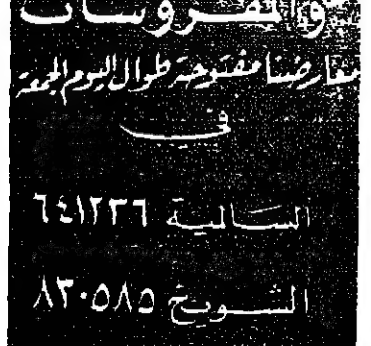 والمفروشات
معارضنا مفتوحة طوال اليوم الجمعة
في
السالمية ٦٤١٢٣٦
الشويخ ٨٣٠٥٨٥